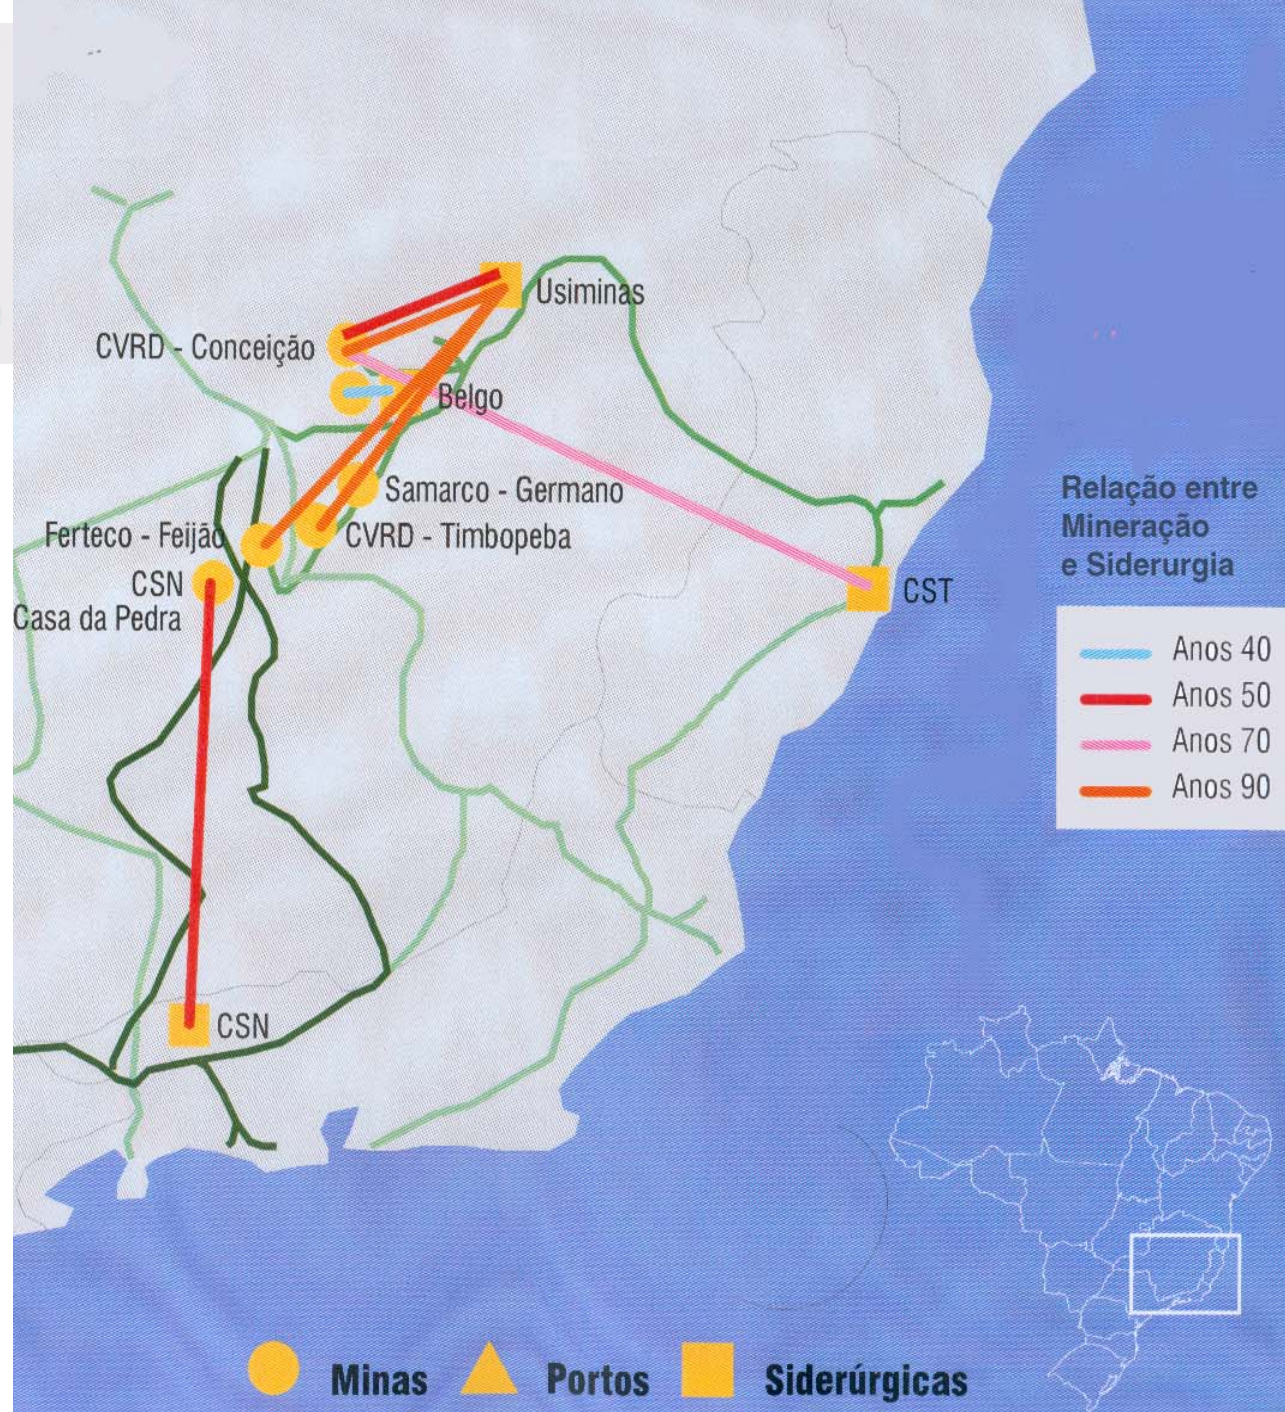 Usiminas
CVRD - Conceição
Belgo
Samarco - Germano
Ferteco - Feijão
CVRD - Timbopeba
CSN
Casa da Pedra
CST
CSN
Relação entre
Mineração
e Siderurgia
Anos 40
Anos 50
Anos 70
Anos 90
Minas
Portos
Siderúrgicas